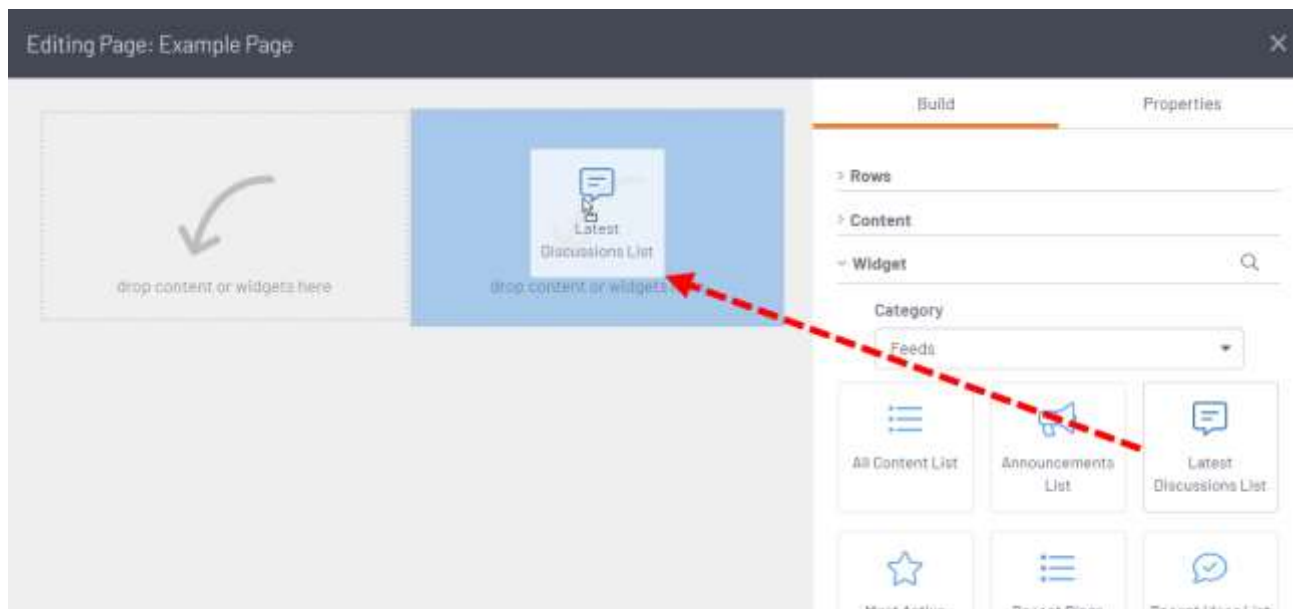 Editing Page: Example Page
Build
Properties
Rows
Content
Widget
Category
Feeds
drop content or widgets here
Latest
Discussions List
drop content or widgets
All Content List
Announcements
List
Latest
Discussions List